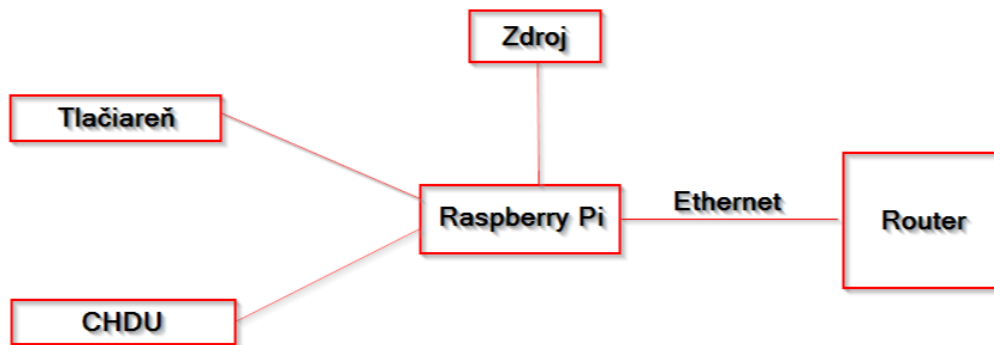 Zdroj
Tlačiareň
Raspberry Pi
Ethernet
Router
CHDU